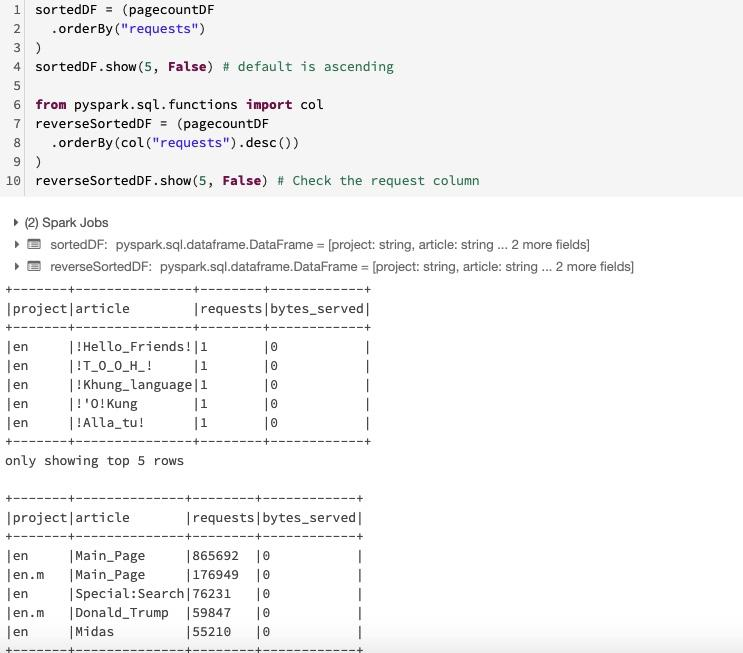 1 sortedDF = (pagecountDF
2   .orderBy("requests")
3 )
4 sortedDF.show(5, False) # default is ascending
5
6 from pyspark.sql.functions import col
7 reverseSortedDF = (pagecountDF
8   .orderBy(col("requests").desc())
9 )
10 reverseSortedDF.show(5, False) # Check the request column
(2) Spark Jobs
sortedDF: pyspark.sql.dataframe.DataFrame = [project: string, article: string ... 2 more fields]
reverseSortedDF: pyspark.sql.dataframe.DataFrame = [project: string, article: string ... 2 more fields]
+-------+---------------+--------+------------+
|project|article        |requests|bytes_served|
+-------+---------------+--------+------------+
|en     |!Hello_Friends!|1       |0           |
|en     |!T_O_O_H_!     |1       |0           |
|en     |!Khung_language|1       |0           |
|en     |!'O!Kung       |1       |0           |
|en     |!Alla_tu!      |1       |0           |
+-------+---------------+--------+------------+
only showing top 5 rows
+-------+--------------+--------+------------+
|project|article       |requests|bytes_served|
+-------+--------------+--------+------------+
|en     |Main_Page     |865692  |0           |
|en.m   |Main_Page     |176949  |0           |
|en     |Special:Search|76231   |0           |
|en.m   |Donald_Trump  |59847   |0           |
|en     |Midas         |55210   |0           |
+-------+--------------+--------+------------+